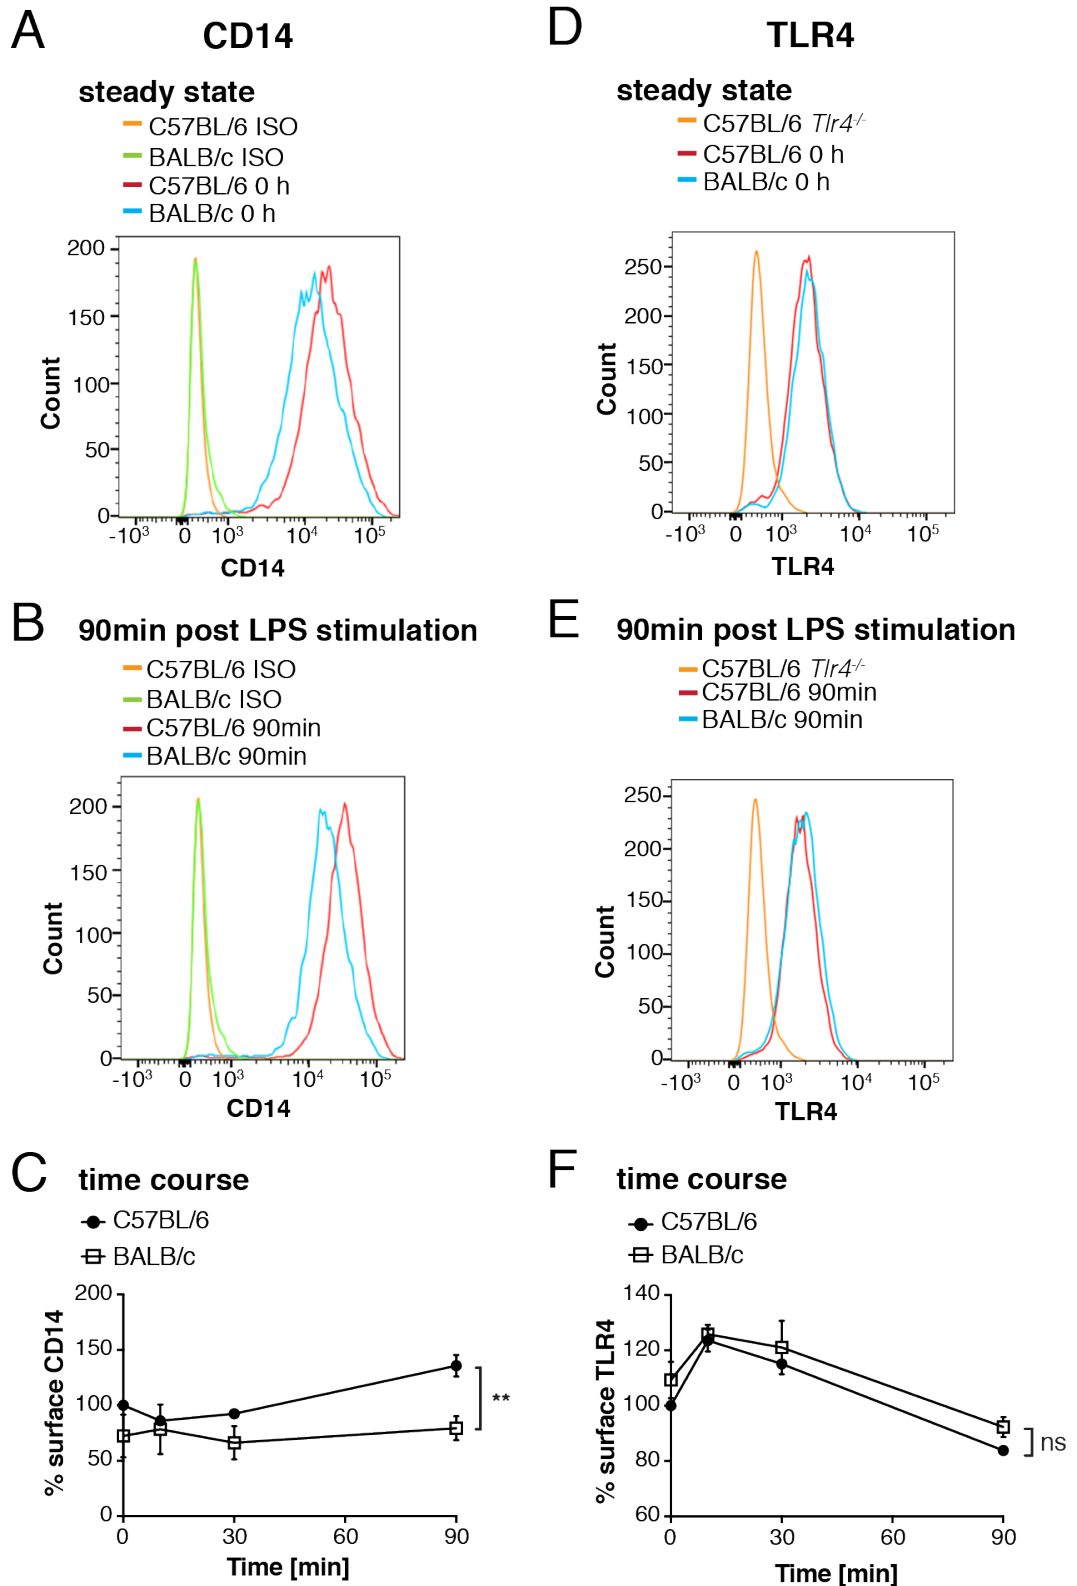 A
CD14
steady state
C57BL/6 ISO
BALB/c ISO
C57BL/6 0 h
BALB/c 0 h
200
150
100
50
0
Count
-10³ 0 10³ 10⁴ 10⁵
CD14
B
90min post LPS stimulation
C57BL/6 ISO
BALB/c ISO
C57BL/6 90min
BALB/c 90min
200
150
100
50
0
Count
-10³ 0 10³ 10⁴ 10⁵
CD14
C
time course
C57BL/6
BALB/c
200
150
100
50
0
% surface CD14
**
0 30 60 90
Time [min]
D
TLR4
steady state
C57BL/6 Tlr4-/-
C57BL/6 0 h
BALB/c 0 h
250
200
150
100
50
0
Count
-10³ 0 10³ 10⁴ 10⁵
TLR4
E
90min post LPS stimulation
C57BL/6 Tlr4-/-
C57BL/6 90min
BALB/c 90min
250
200
150
100
50
0
Count
-10³ 0 10³ 10⁴ 10⁵
TLR4
F
time course
C57BL/6
BALB/c
140
120
100
80
60
% surface TLR4
ns
0 30 60 90
Time [min]